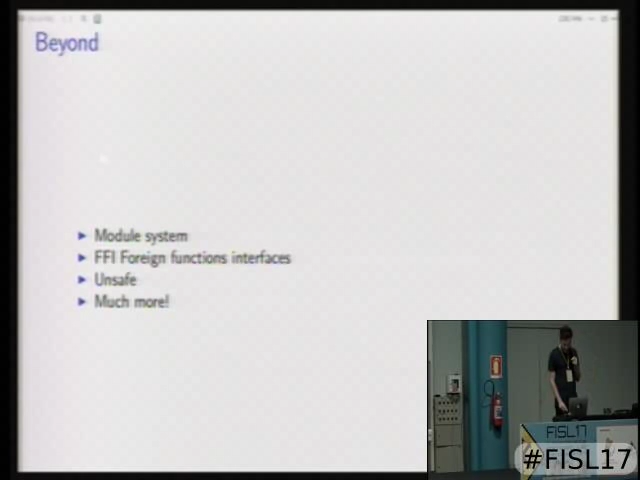 Beyond
Module system
FFI Foreign functions interfaces
Unsafe
Much more!
FISL17
#FISL17